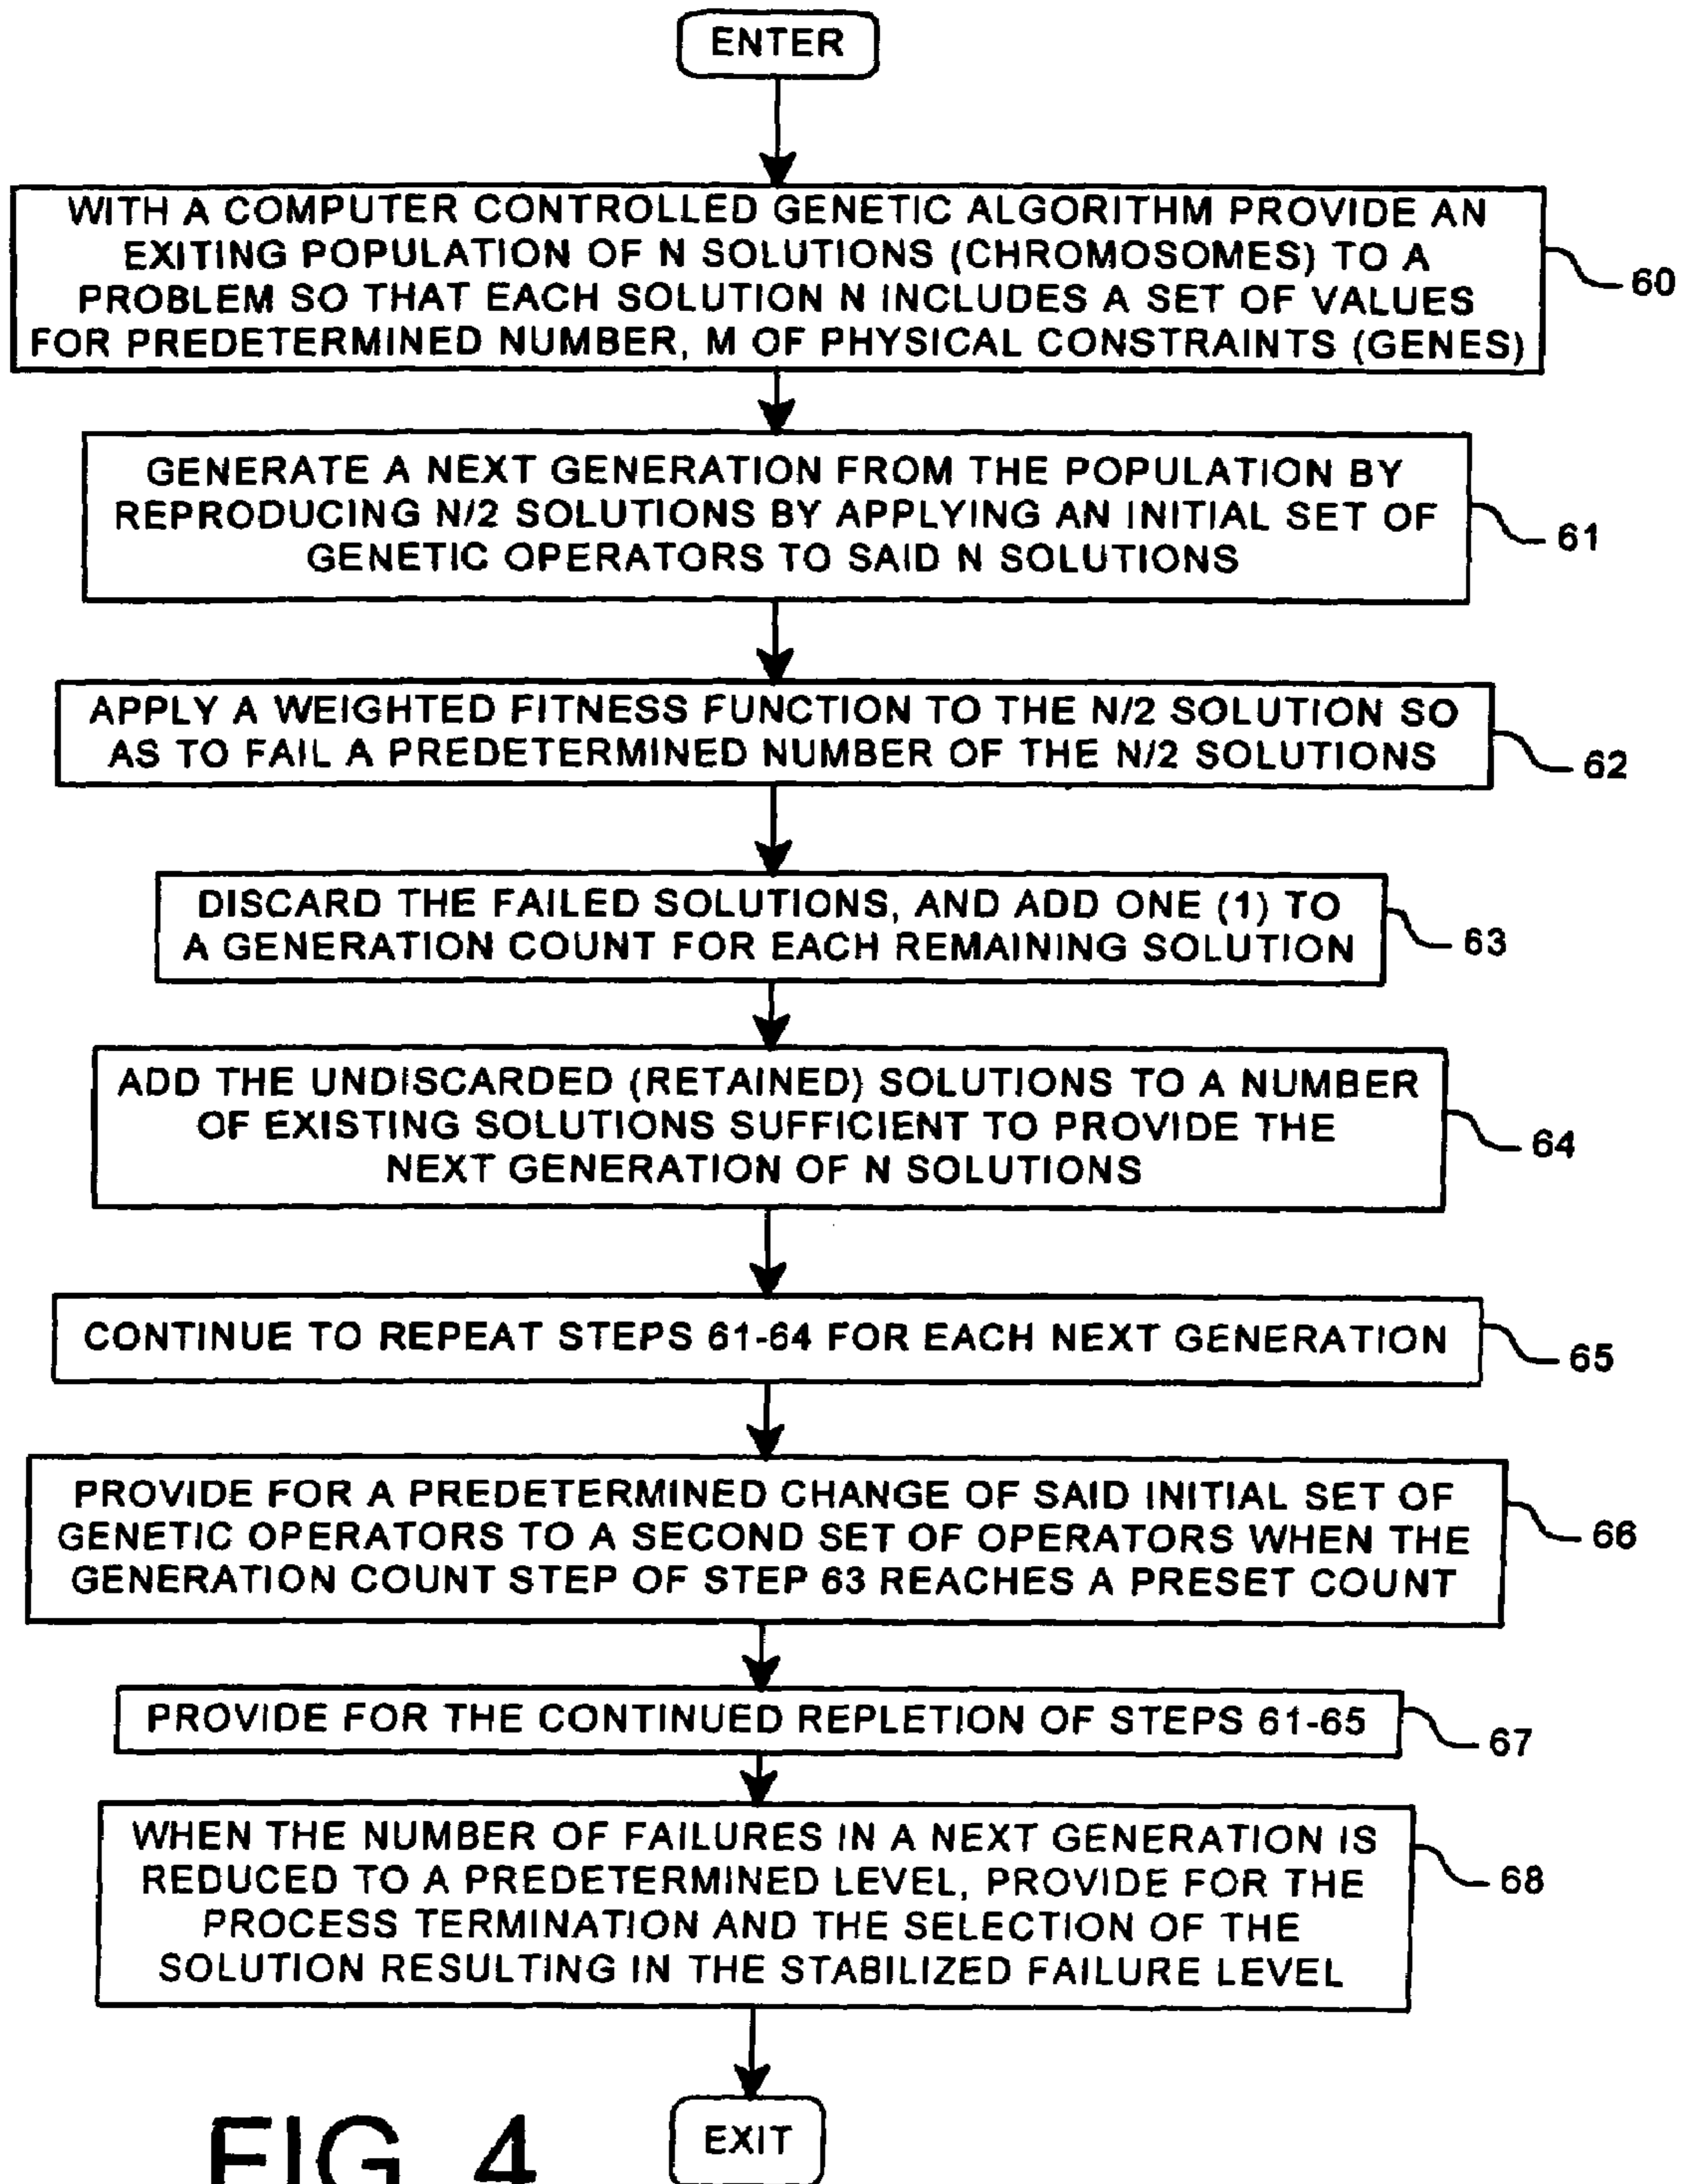 ENTER
WITH A COMPUTER CONTROLLED GENETIC ALGORITHM PROVIDE AN
EXITING POPULATION OF N SOLUTIONS (CHROMOSOMES) TO A
PROBLEM SO THAT EACH SOLUTION N INCLUDES A SET OF VALUES
FOR PREDETERMINED NUMBER, M OF PHYSICAL CONSTRAINTS (GENES)
60
GENERATE A NEXT GENERATION FROM THE POPULATION BY
REPRODUCING N/2 SOLUTIONS BY APPLYING AN INITIAL SET OF
GENETIC OPERATORS TO SAID N SOLUTIONS
61
APPLY A WEIGHTED FITNESS FUNCTION TO THE N/2 SOLUTION SO
AS TO FAIL A PREDETERMINED NUMBER OF THE N/2 SOLUTIONS
62
DISCARD THE FAILED SOLUTIONS, AND ADD ONE (1) TO
A GENERATION COUNT FOR EACH REMAINING SOLUTION
63
ADD THE UNDISCARDED (RETAINED) SOLUTIONS TO A NUMBER
OF EXISTING SOLUTIONS SUFFICIENT TO PROVIDE THE
NEXT GENERATION OF N SOLUTIONS
64
CONTINUE TO REPEAT STEPS 61-64 FOR EACH NEXT GENERATION
65
PROVIDE FOR A PREDETERMINED CHANGE OF SAID INITIAL SET OF
GENETIC OPERATORS TO A SECOND SET OF OPERATORS WHEN THE
GENERATION COUNT STEP OF STEP 63 REACHES A PRESET COUNT
66
PROVIDE FOR THE CONTINUED REPLETION OF STEPS 61-65
67
WHEN THE NUMBER OF FAILURES IN A NEXT GENERATION IS
REDUCED TO A PREDETERMINED LEVEL, PROVIDE FOR THE
PROCESS TERMINATION AND THE SELECTION OF THE
SOLUTION RESULTING IN THE STABILIZED FAILURE LEVEL
68
EXIT
FIG 4